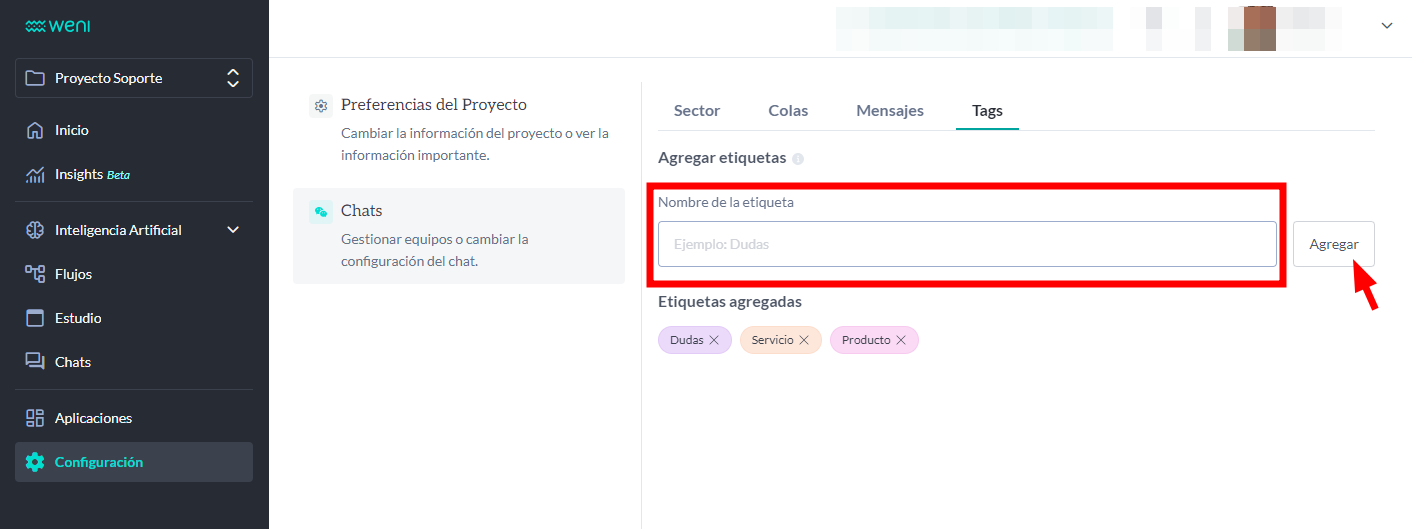 weni
Proyecto Soporte
Inicio
Insights Beta
Inteligencia Artificial
Flujos
Estudio
Chats
Aplicaciones
Configuración
Preferencias del Proyecto
Cambiar la información del proyecto o ver la
información importante.
Chats
Gestionar equipos o cambiar la
configuración del chat.
Sector Colas Mensajes Tags
Agregar etiquetas
Nombre de la etiqueta
Ejemplo: Dudas
Agregar
Etiquetas agregadas
Dudas Servicio Producto